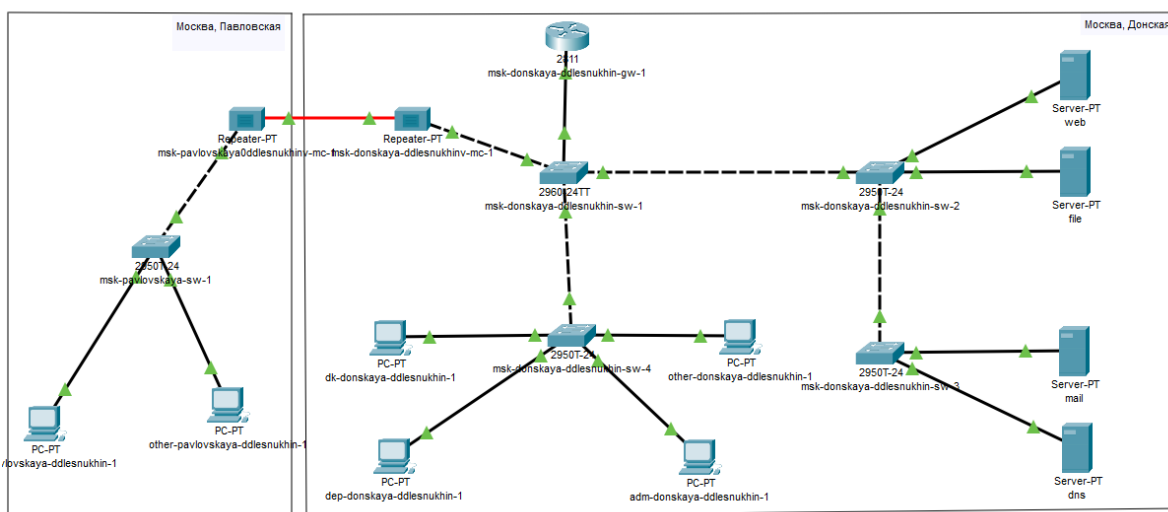 Москва, Павловская
Москва, Донская
2811
msk-donskaya-ddlesnukhin-gw-1
Repeater-PT
msk-pavlovskaya0ddlesnukhinv-mc-1
Repeater-PT
msk-donskaya-ddlesnukhinv-mc-1
Server-PT
web
2960-24TT
msk-donskaya-ddlesnukhin-sw-1
2950T-24
msk-donskaya-ddlesnukhin-sw-2
Server-PT
file
2950T-24
msk-pavlovskaya-sw-1
PC-PT
dk-donskaya-ddlesnukhin-1
2950T-24
msk-donskaya-ddlesnukhin-sw-4
PC-PT
other-donskaya-ddlesnukhin-1
2950T-24
msk-donskaya-ddlesnukhin-sw-3
Server-PT
mail
PC-PT
vlovskaya-ddlesnukhin-1
PC-PT
other-pavlovskaya-ddlesnukhin-1
PC-PT
dep-donskaya-ddlesnukhin-1
PC-PT
adm-donskaya-ddlesnukhin-1
Server-PT
dns